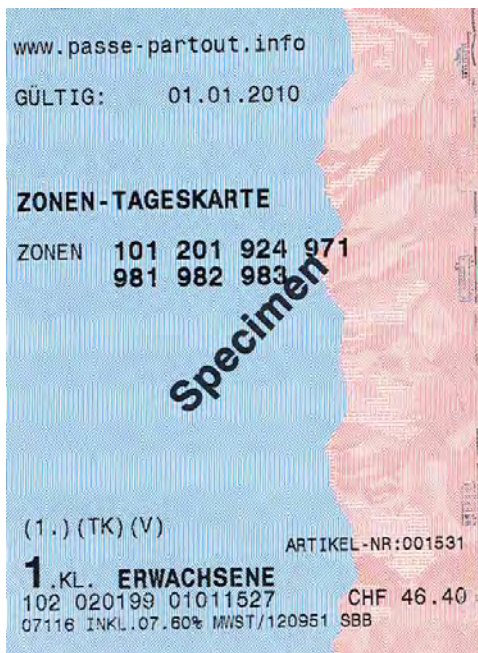 www.passe-partout.info
GÜLTIG: 01.01.2010
ZONEN-TAGESKARTE
ZONEN 101 201 924 971
981 982 983
Specimen
(1.)(TK)(V)
ARTIKEL-NR:001531
1.KL. ERWACHSENE
102 020199 01011527 CHF 46.40
07116 INKL.07.60% MWST/120951 SBB